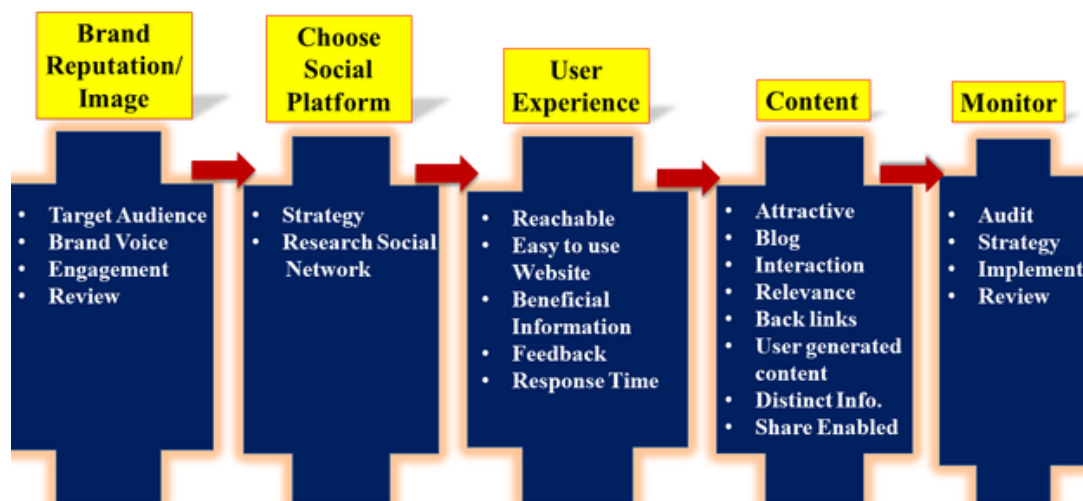 Brand
Reputation/
Image
• Target Audience
• Brand Voice
• Engagement
• Review
Choose
Social
Platform
• Strategy
• Research Social
Network
User
Experience
• Reachable
• Easy to use
Website
• Beneficial
Information
• Feedback
• Response Time
Content
• Attractive
• Blog
• Interaction
• Relevance
• Back links
• User generated
content
• Distinct Info.
• Share Enabled
Monitor
• Audit
• Strategy
• Implement
• Review